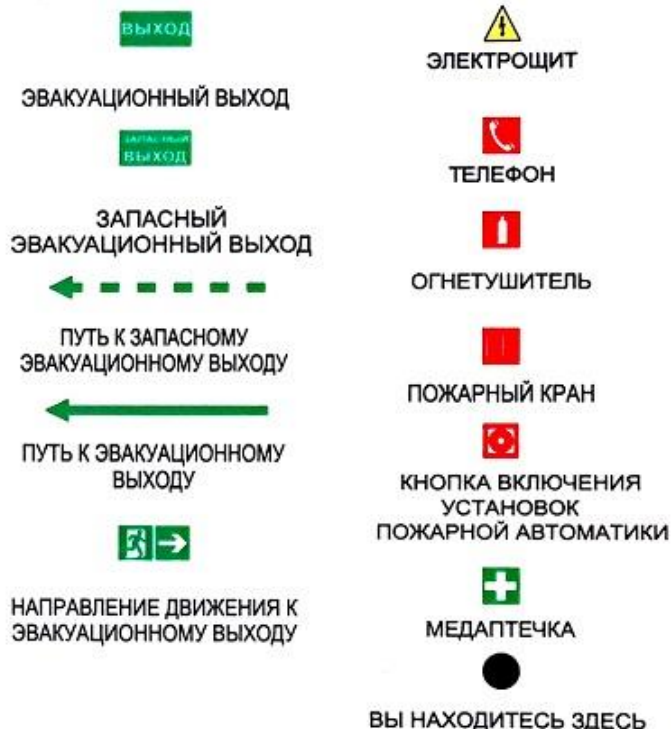 ВЫХОД
ЭВАКУАЦИОННЫЙ ВЫХОД
ЗАПАСНЫЙ
ВЫХОД
ЗАПАСНЫЙ
ЭВАКУАЦИОННЫЙ ВЫХОД
ПУТЬ К ЗАПАСНОМУ
ЭВАКУАЦИОННОМУ ВЫХОДУ
ПУТЬ К ЭВАКУАЦИОННОМУ
ВЫХОДУ
НАПРАВЛЕНИЕ ДВИЖЕНИЯ К
ЭВАКУАЦИОННОМУ ВЫХОДУ
ЭЛЕКТРОЩИТ
ТЕЛЕФОН
ОГНЕТУШИТЕЛЬ
ПОЖАРНЫЙ КРАН
КНОПКА ВКЛЮЧЕНИЯ
УСТАНОВОК
ПОЖАРНОЙ АВТОМАТИКИ
МЕДАПТЕЧКА
ВЫ НАХОДИТЕСЬ ЗДЕСЬ